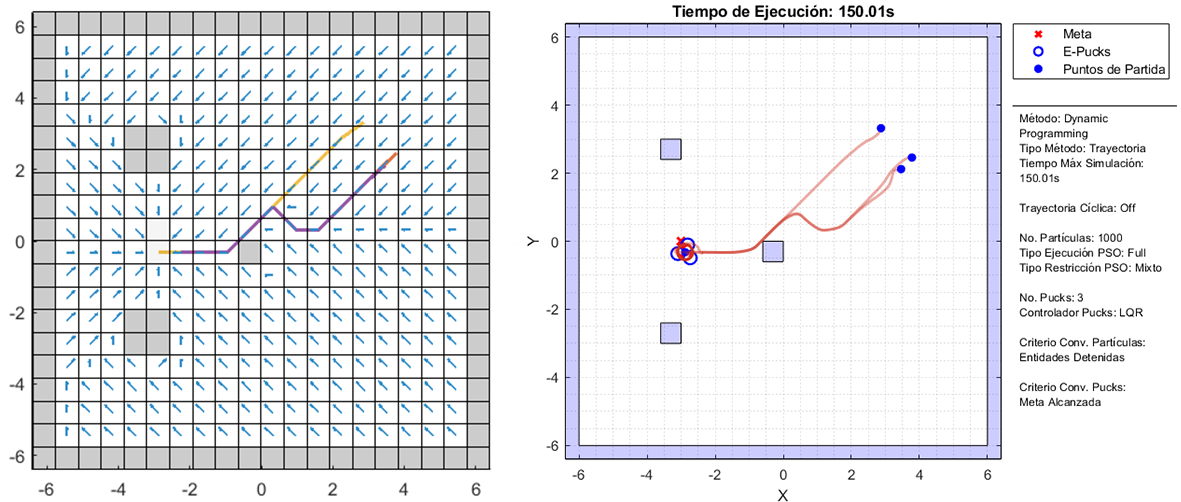 6
4
2
0
-2
-4
-6
-6
-4
-2
0
2
4
6
Tiempo de Ejecución: 150.01s
6
4
2
0
-2
-4
-6
Y
-6
-4
-2
0
2
4
6
X
Meta
E-Pucks
Puntos de Partida
Método: Dynamic
Programming
Tipo Método: Trayectoria
Tiempo Máx Simulación:
150.01s
Trayectoria Cíclica: Off
No. Partículas: 1000
Tipo Ejecución PSO: Full
Tipo Restricción PSO: Mixto
No. Pucks: 3
Controlador Pucks: LQR
Criterio Conv. Partículas:
Entidades Detenidas
Criterio Conv. Pucks:
Meta Alcanzada